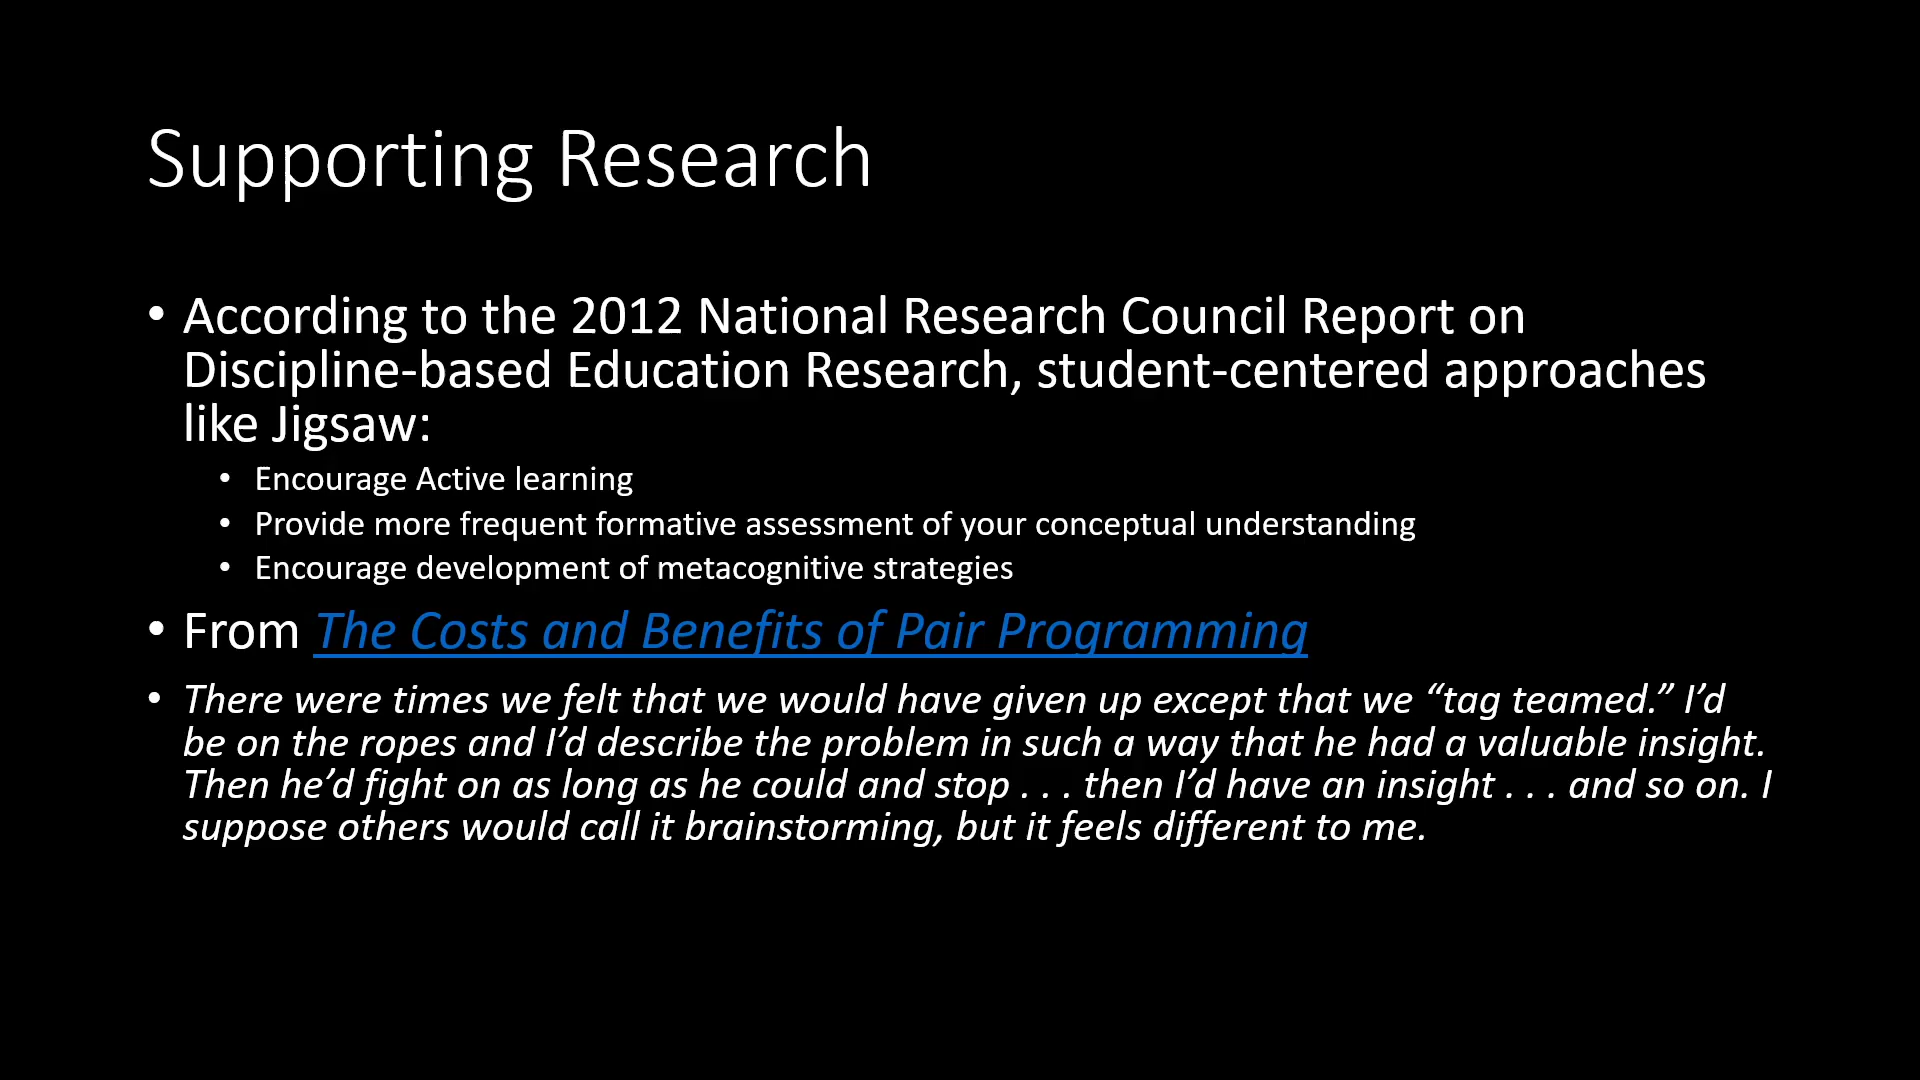 Supporting Research
• According to the 2012 National Research Council Report on
Discipline-based Education Research, student-centered approaches
like Jigsaw:
• Encourage Active learning
• Provide more frequent formative assessment of your conceptual understanding
• Encourage development of metacognitive strategies
• From The Costs and Benefits of Pair Programming
• There were times we felt that we would have given up except that we “tag teamed.” I’d
be on the ropes and I’d describe the problem in such a way that he had a valuable insight.
Then he’d fight on as long as he could and stop . . . then I’d have an insight . . . and so on. I
suppose others would call it brainstorming, but it feels different to me.